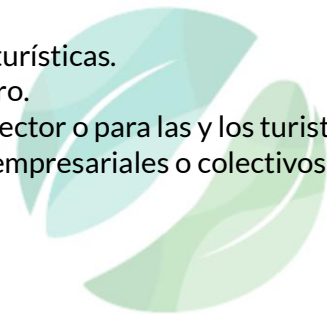 turísticas.
ro.
ector o para las y los turist
empresariales o colectivos